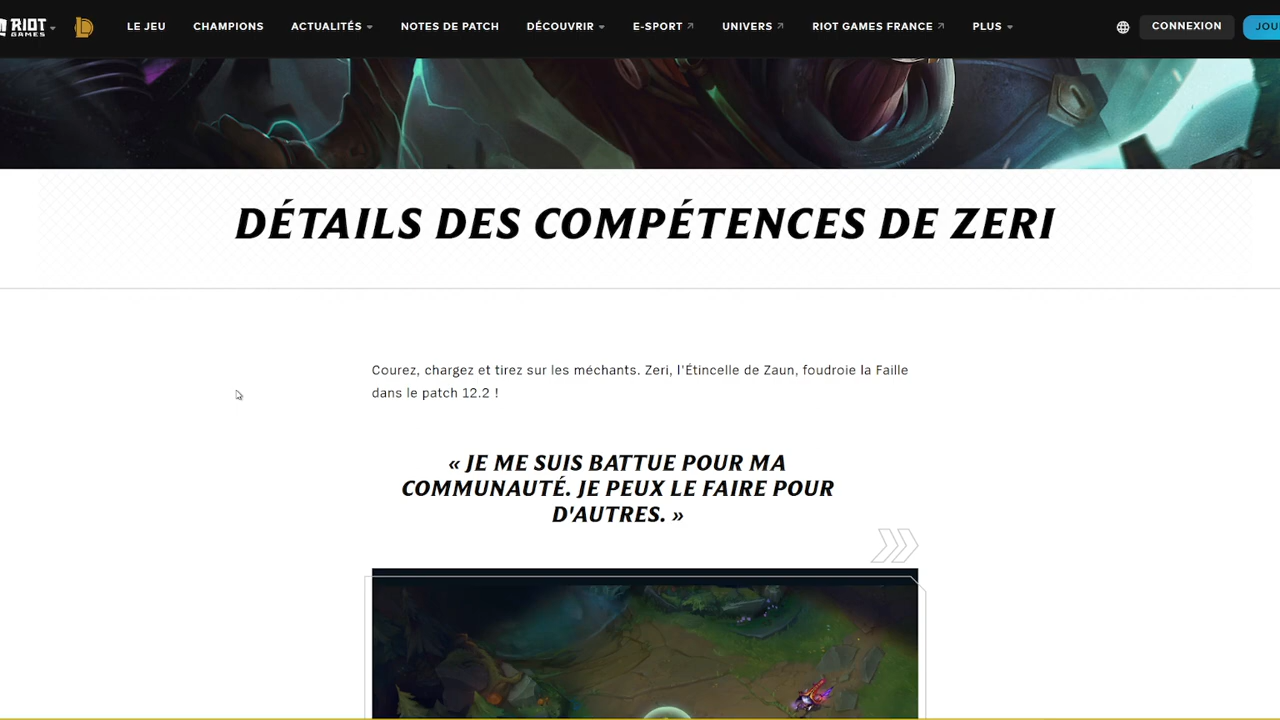 RIOT GAMES
LE JEU CHAMPIONS ACTUALITÉS NOTES DE PATCH DÉCOUVRIR E-SPORT UNIVERS RIOT GAMES FRANCE PLUS CONNEXION JOU
DÉTAILS DES COMPÉTENCES DE ZERI
Courez, chargez et tirez sur les méchants. Zeri, l'Étincelle de Zaun, foudroie la Faille
dans le patch 12.2 !
« JE ME SUIS BATTUE POUR MA
COMMUNAUTÉ. JE PEUX LE FAIRE POUR
D'AUTRES. »